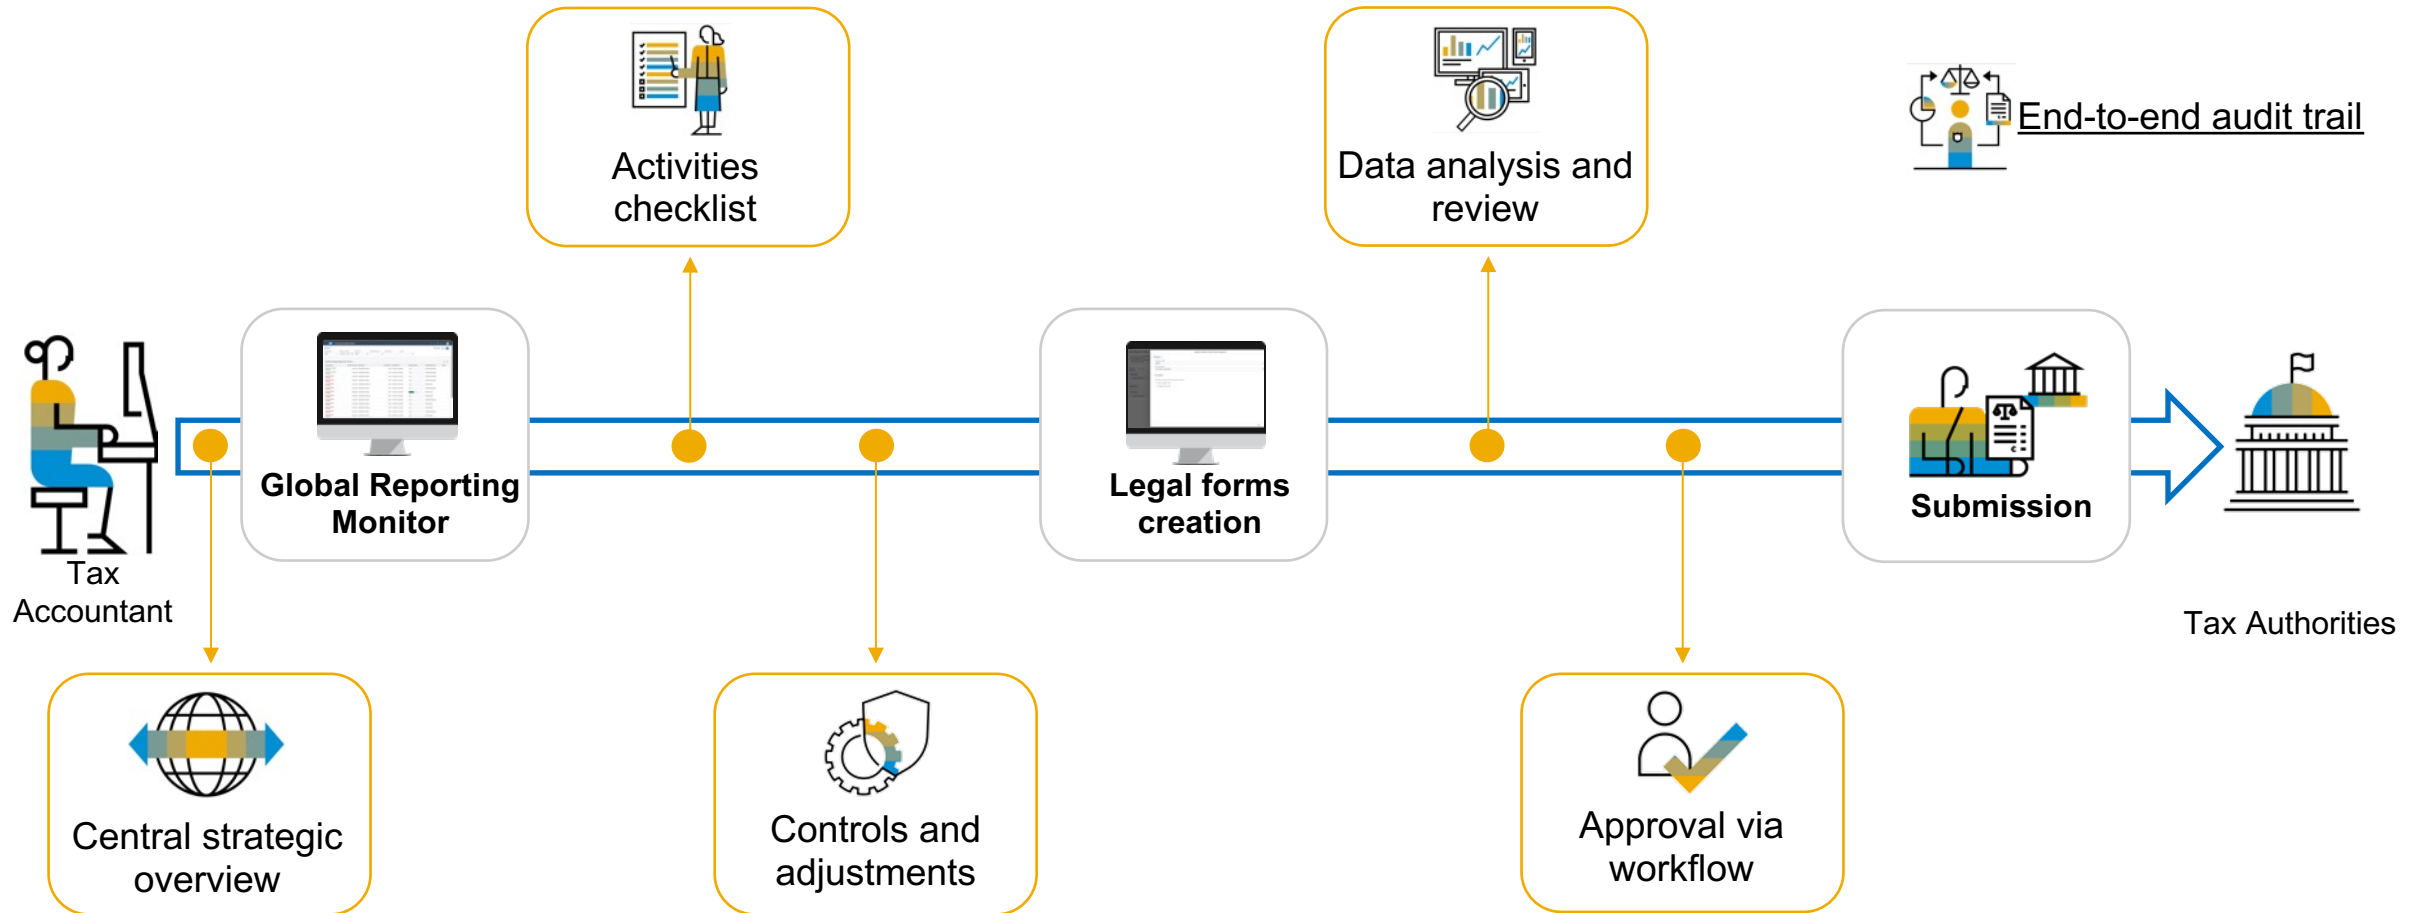 Activities
checklist
Data analysis and
review
End-to-end audit trail
Tax
Accountant
Global Reporting
Monitor
Legal forms
creation
Submission
Tax Authorities
Central strategic
overview
Controls and
adjustments
Approval via
workflow